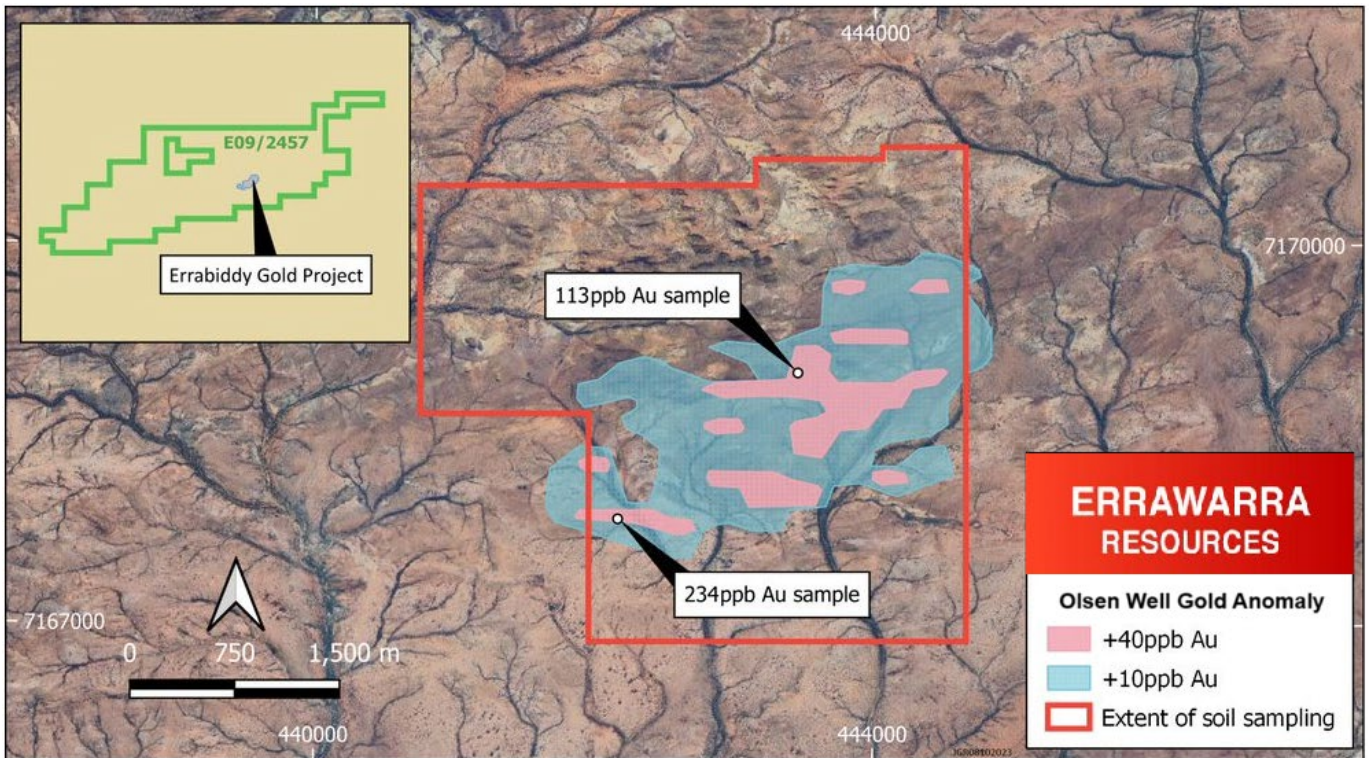 444000
E09/2457
Errabiddy Gold Project
7170000
113ppb Au sample
234ppb Au sample
7167000
0 750 1,500 m
440000
444000
JGR08102023
ERRAWARRA
RESOURCES
Olsen Well Gold Anomaly
+40ppb Au
+10ppb Au
Extent of soil sampling